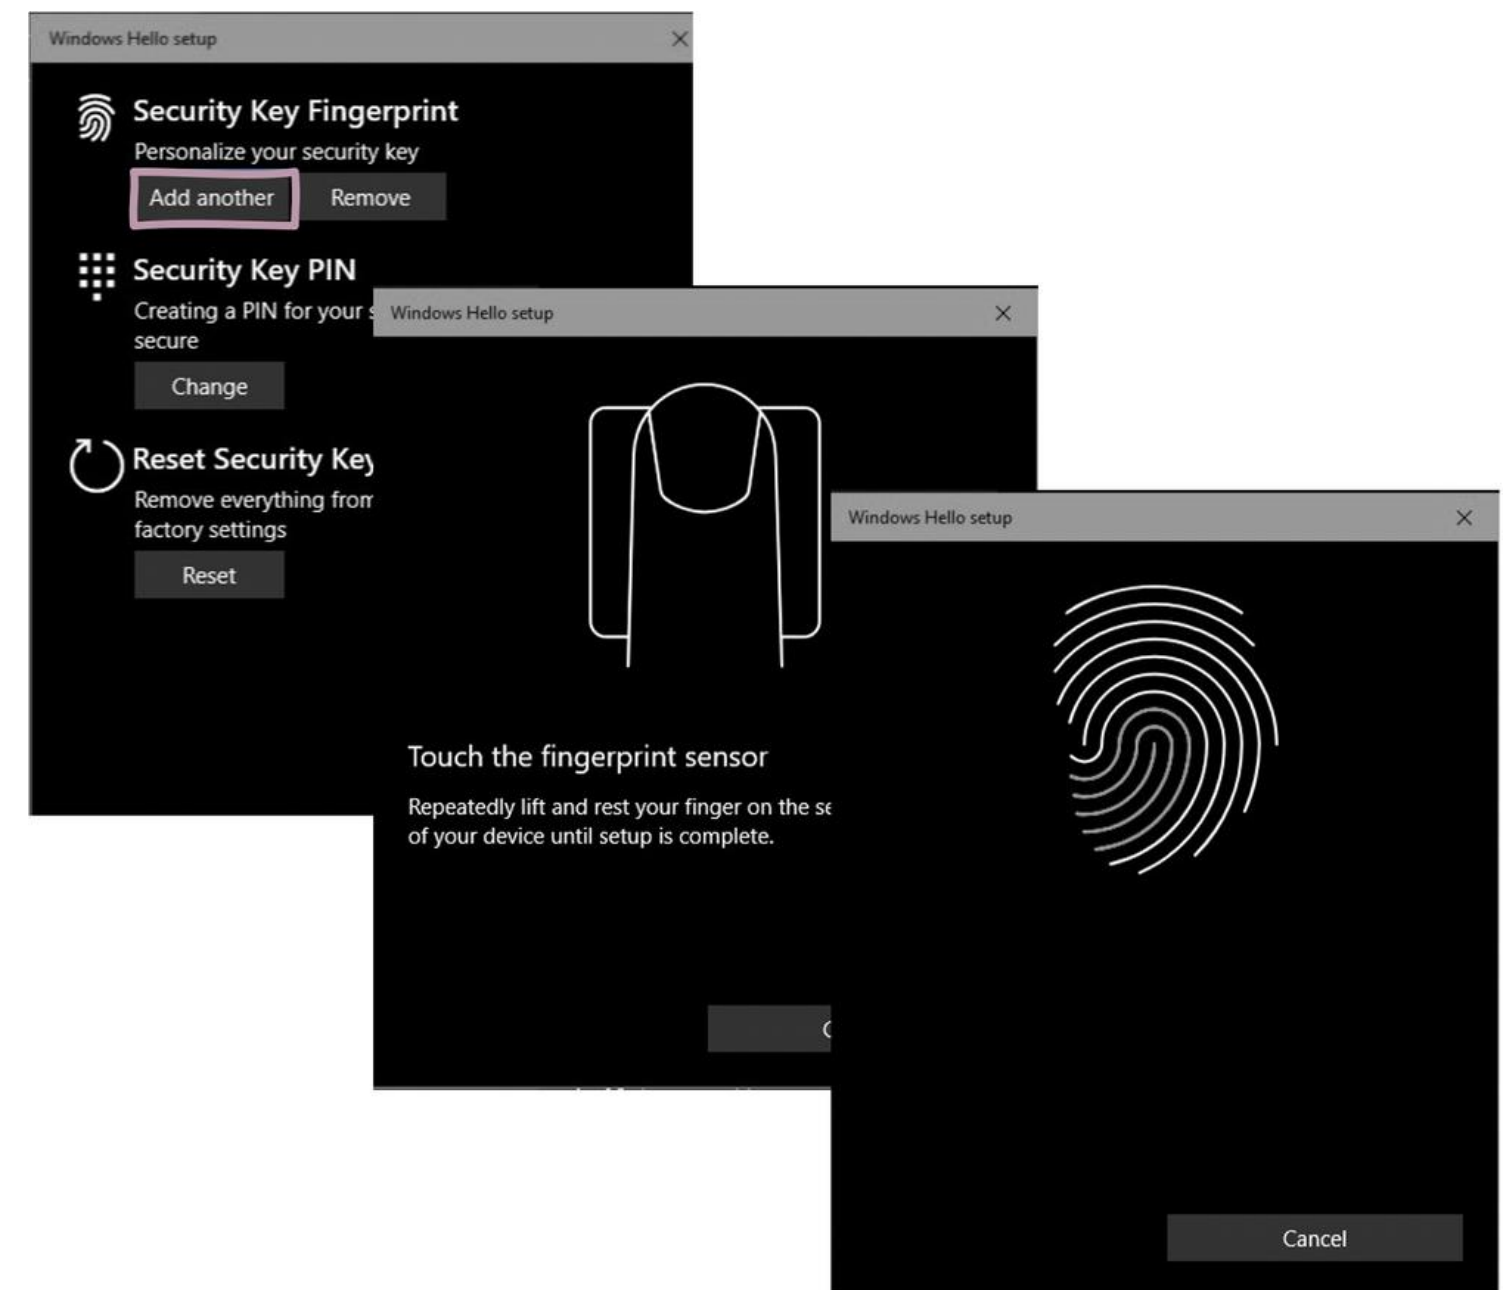 Windows Hello setup
Security Key Fingerprint
Personalize your security key
Add another
Remove
Security Key PIN
Creating a PIN for your
secure
Change
Reset Security Key
Remove everything from
factory settings
Reset
Windows Hello setup
Touch the fingerprint sensor
Repeatedly lift and rest your finger on the
of your device until setup is complete.
Windows Hello setup
Cancel